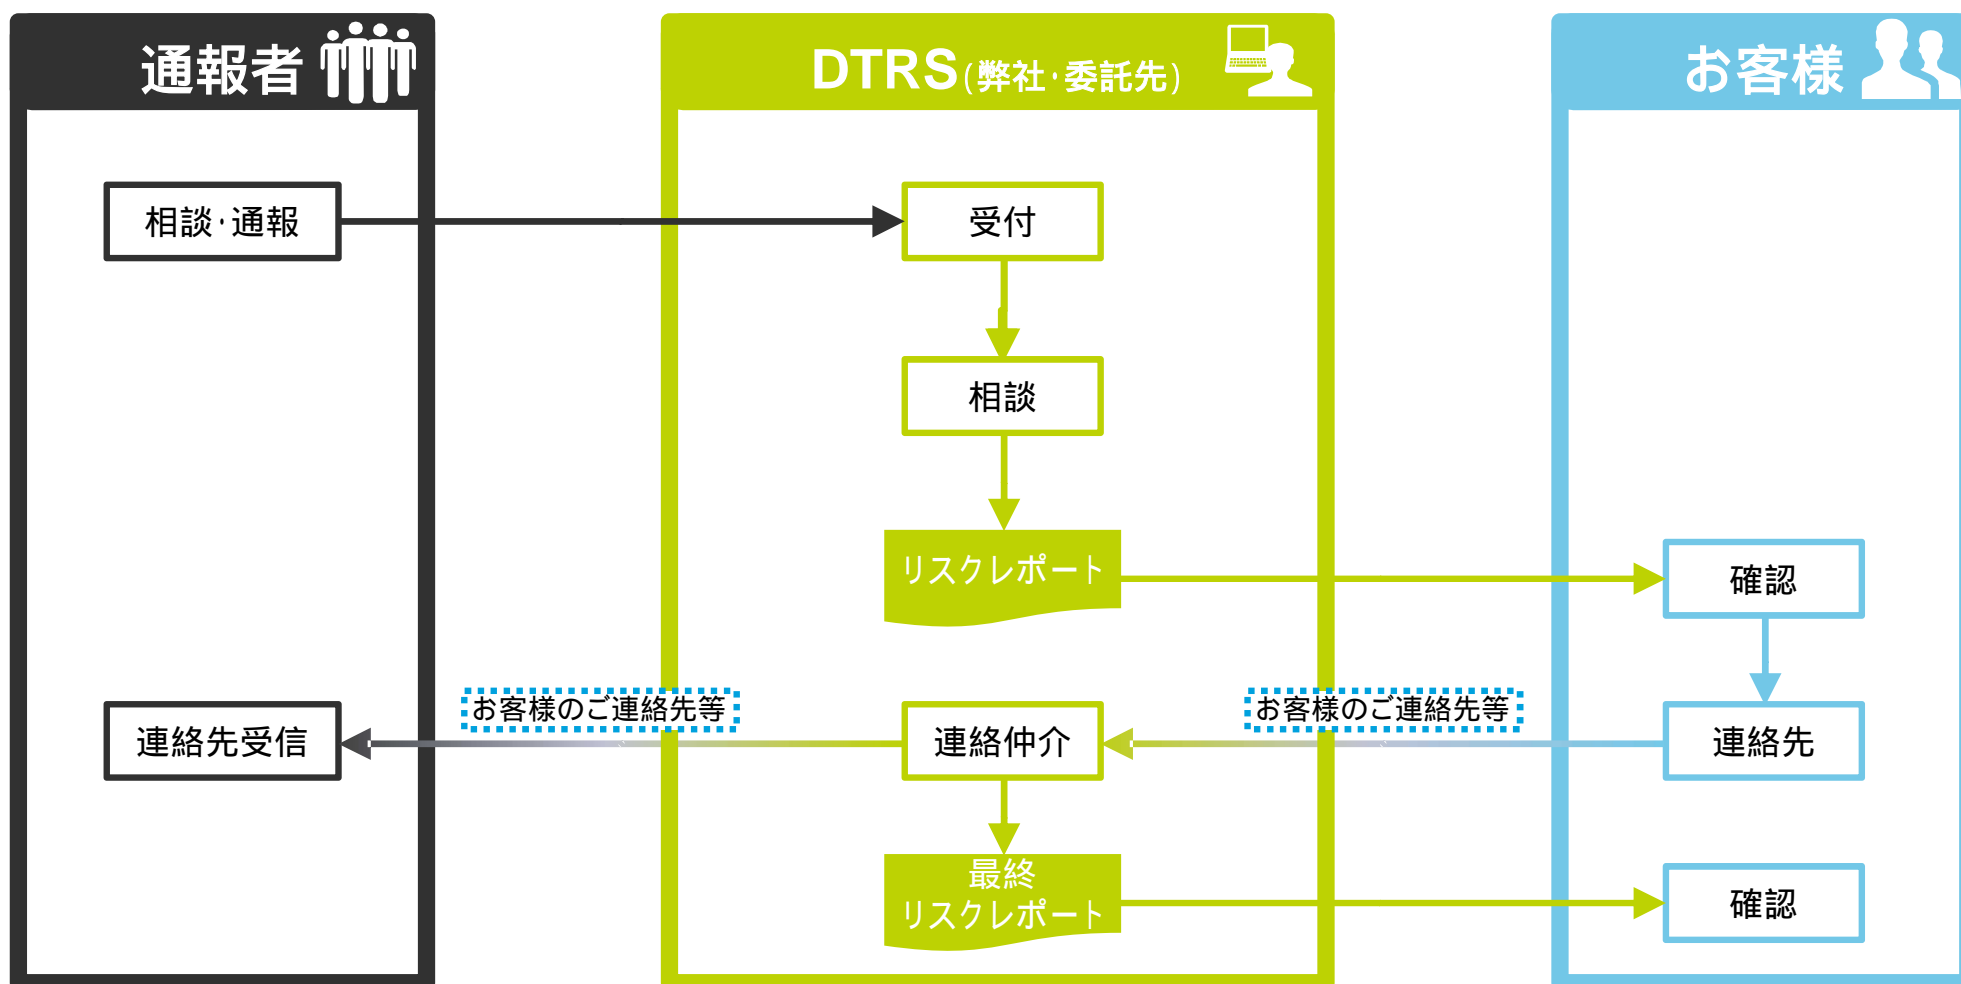 通報者
DTRS(弊社・委託先)
お客様
相談・通報
受付
相談
リスクレポート
確認
お客様のご連絡先等
お客様のご連絡先等
連絡先受信
連絡仲介
連絡先
最終
リスクレポート
確認